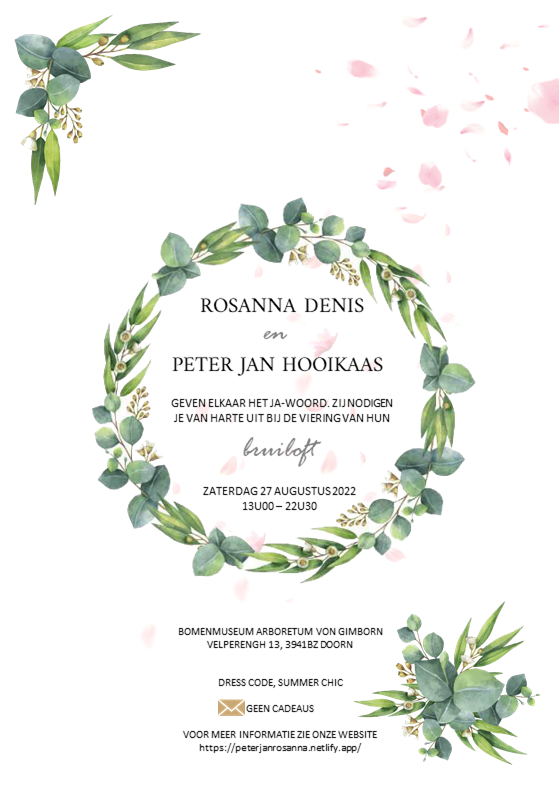 ROSANNA DENIS
en
PETER JAN HOOIKAAS
GEVEN ELKAAR HET JA-WOORD. ZIJ NODIGEN
JE VAN HARTE UIT BIJ DE VIERING VAN HUN
bruiloft
ZATERDAG 27 AUGUSTUS 2022
13U00 – 22U30
BOMENMUSEUM ARBORETUM VON GIMBORN
VELPERENGH 13, 3941BZ DOORN
DRESS CODE, SUMMER CHIC
GEEN CADEAUS
VOOR MEER INFORMATIE ZIE ONZE WEBSITE
https://peterjanrosanna.netlify.app/